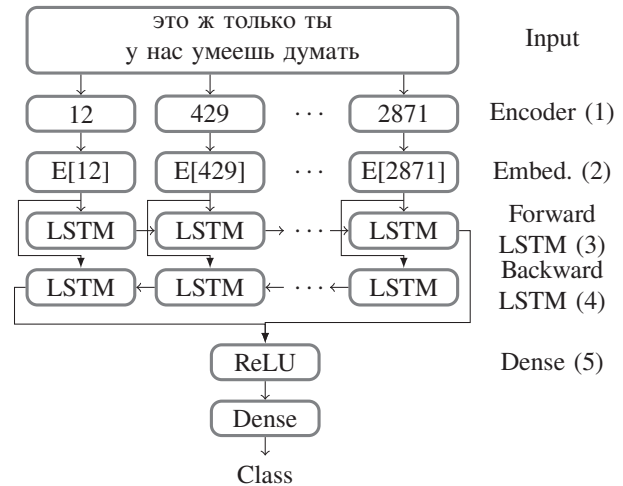 это ж только ты
у нас умеешь думать
Input
12 429 ··· 2871 Encoder (1)
E[12] E[429] ··· E[2871] Embed. (2)
LSTM LSTM ··· LSTM Forward
LSTM (3)
LSTM LSTM ··· LSTM Backward
LSTM (4)
ReLU Dense (5)
Dense
Class